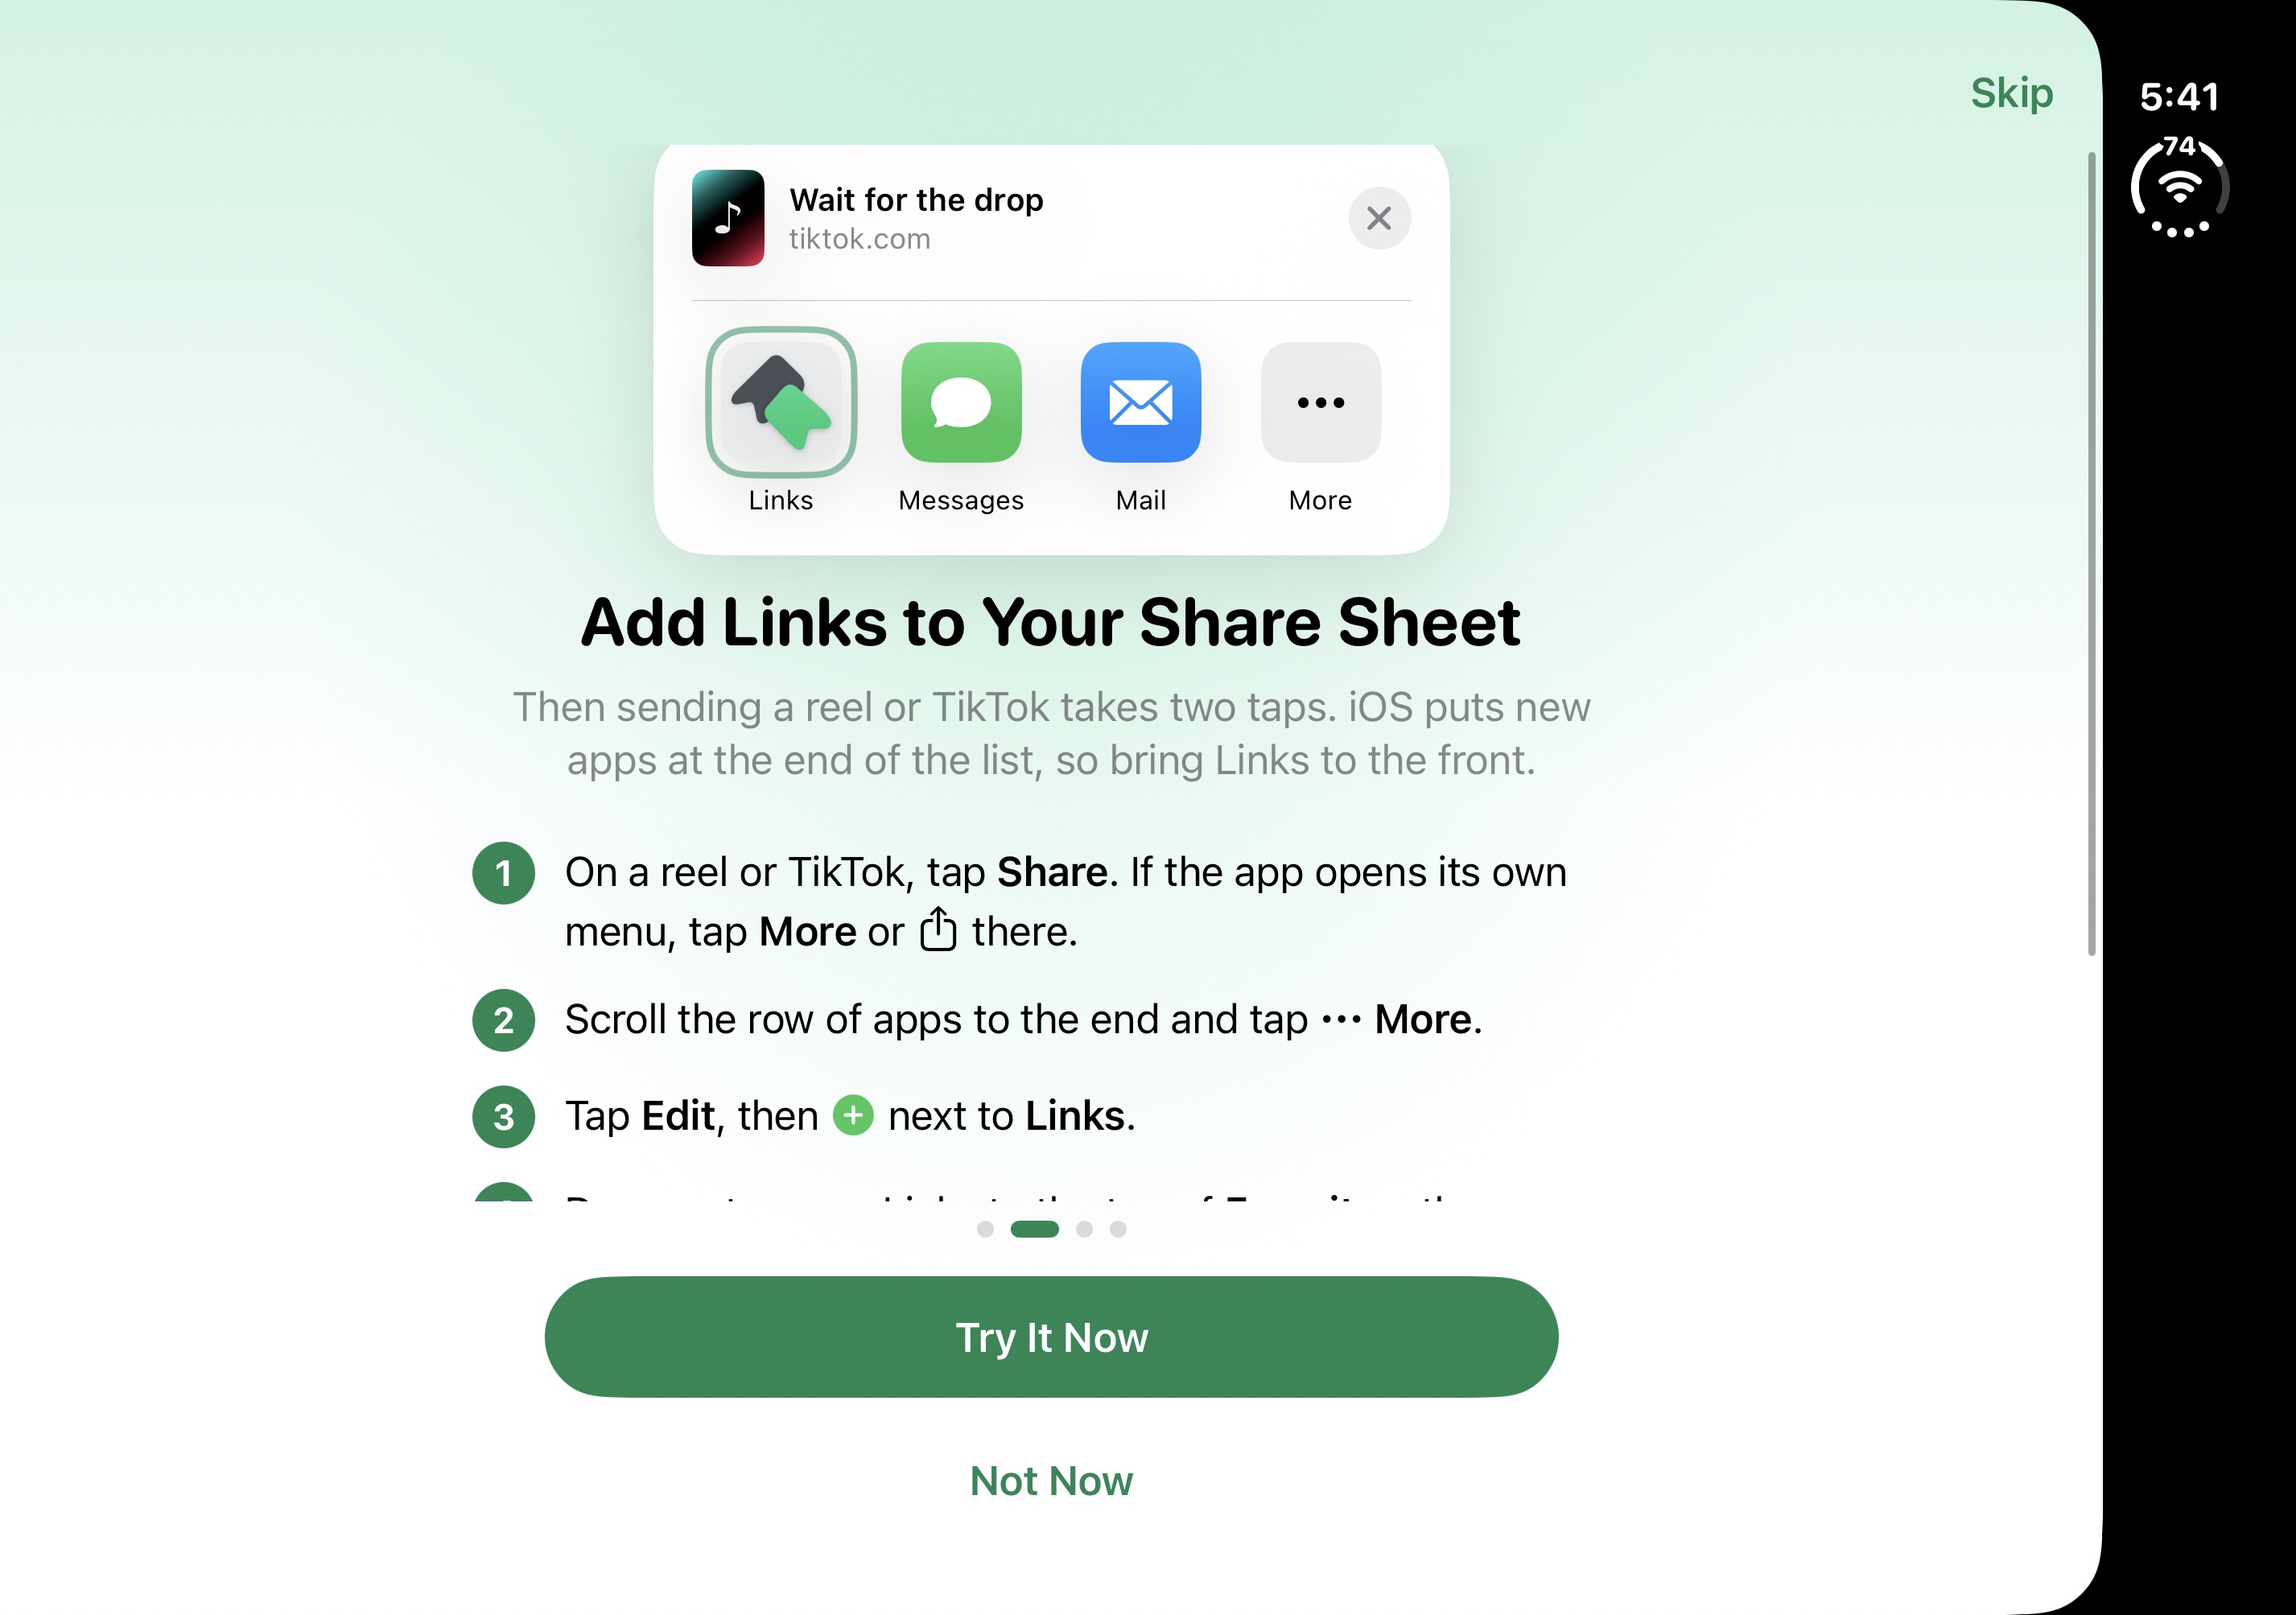 Skip
5:41
74
Wait for the drop
tiktok.com
Links
Messages
Mail
More
Add Links to Your Share Sheet
Then sending a reel or TikTok takes two taps. iOS puts new
apps at the end of the list, so bring Links to the front.
1 On a reel or TikTok, tap Share. If the app opens its own
menu, tap More or there.
2 Scroll the row of apps to the end and tap ••• More.
3 Tap Edit, then + next to Links.
Try It Now
Not Now